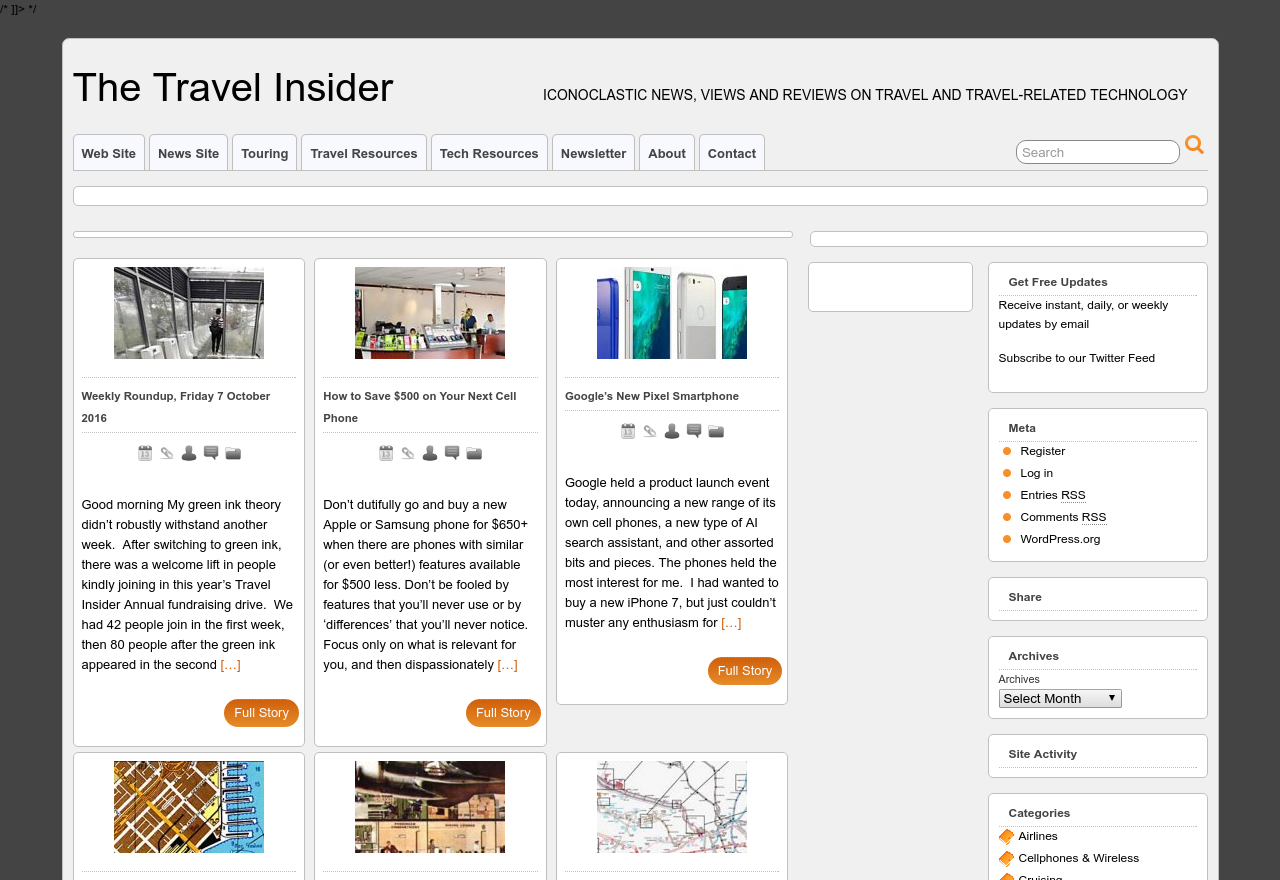 /* ]]> */
The Travel Insider
ICONOCLASTIC NEWS, VIEWS AND REVIEWS ON TRAVEL AND TRAVEL-RELATED TECHNOLOGY
Web Site
News Site
Touring
Travel Resources
Tech Resources
Newsletter
About
Contact
Search
Weekly Roundup, Friday 7 October
2016
Good morning My green ink theory
didn’t robustly withstand another
week.  After switching to green ink,
there was a welcome lift in people
kindly joining in this year’s Travel
Insider Annual fundraising drive.  We
had 42 people join in the first week,
then 80 people after the green ink
appeared in the second […]
Full Story
How to Save $500 on Your Next Cell
Phone
Don’t dutifully go and buy a new
Apple or Samsung phone for $650+
when there are phones with similar
(or even better!) features available
for $500 less. Don’t be fooled by
features that you’ll never use or by
‘differences’ that you’ll never notice.
Focus only on what is relevant for
you, and then dispassionately […]
Full Story
Google’s New Pixel Smartphone
Google held a product launch event
today, announcing a new range of its
own cell phones, a new type of AI
search assistant, and other assorted
bits and pieces. The phones held the
most interest for me.  I had wanted to
buy a new iPhone 7, but just couldn’t
muster any enthusiasm for […]
Full Story
Get Free Updates
Receive instant, daily, or weekly
updates by email
Subscribe to our Twitter Feed
Meta
Register
Log in
Entries RSS
Comments RSS
WordPress.org
Share
Archives
Archives
Select Month
Site Activity
Categories
Airlines
Cellphones & Wireless
Cruising